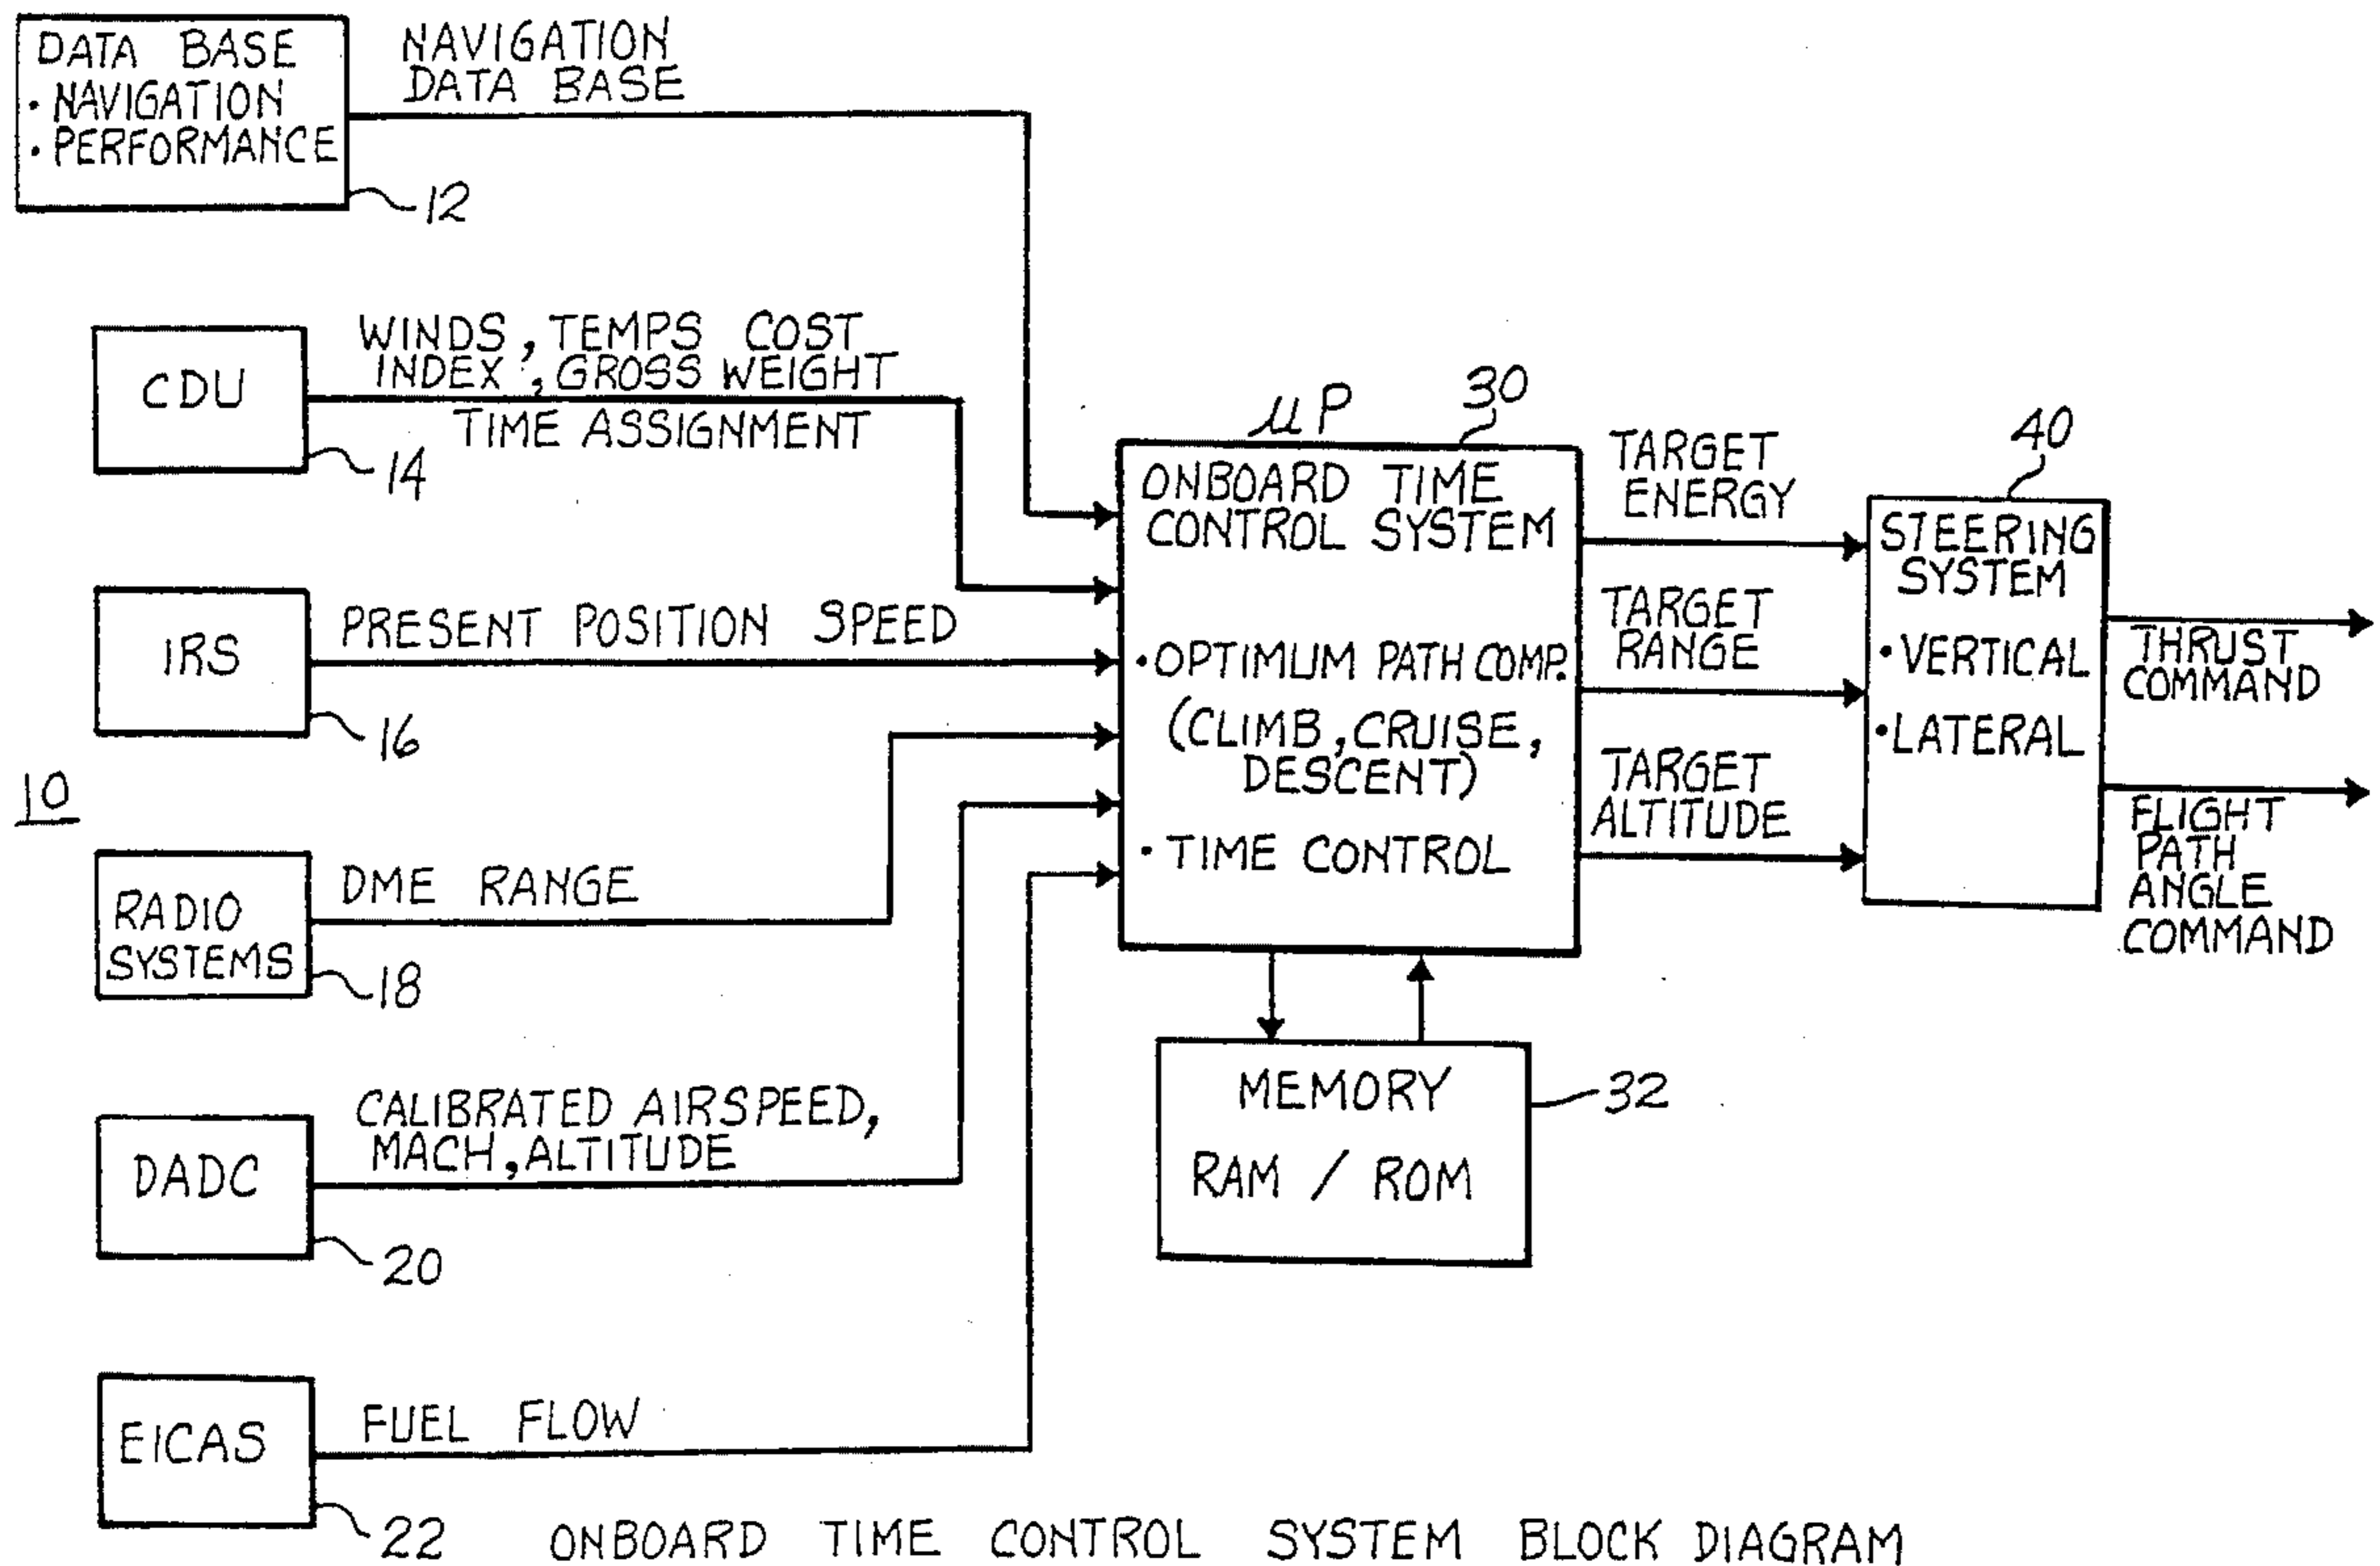 DATA BASE
• NAVIGATION
• PERFORMANCE
12
NAVIGATION
DATA BASE
CDU
14
WINDS, TEMPS COST
INDEX, GROSS WEIGHT
TIME ASSIGNMENT
IRS
16
PRESENT POSITION SPEED
10
RADIO
SYSTEMS
18
DME RANGE
DADC
20
CALIBRATED AIRSPEED,
MACH, ALTITUDE
EICAS
22
FUEL FLOW
µP
30
ONBOARD TIME
CONTROL SYSTEM
• OPTIMUM PATH COMP.
(CLIMB, CRUISE,
DESCENT)
• TIME CONTROL
MEMORY
RAM / ROM
32
TARGET
ENERGY
TARGET
RANGE
TARGET
ALTITUDE
40
STEERING
SYSTEM
• VERTICAL
• LATERAL
THRUST
COMMAND
FLIGHT
PATH
ANGLE
COMMAND
ONBOARD TIME CONTROL SYSTEM BLOCK DIAGRAM